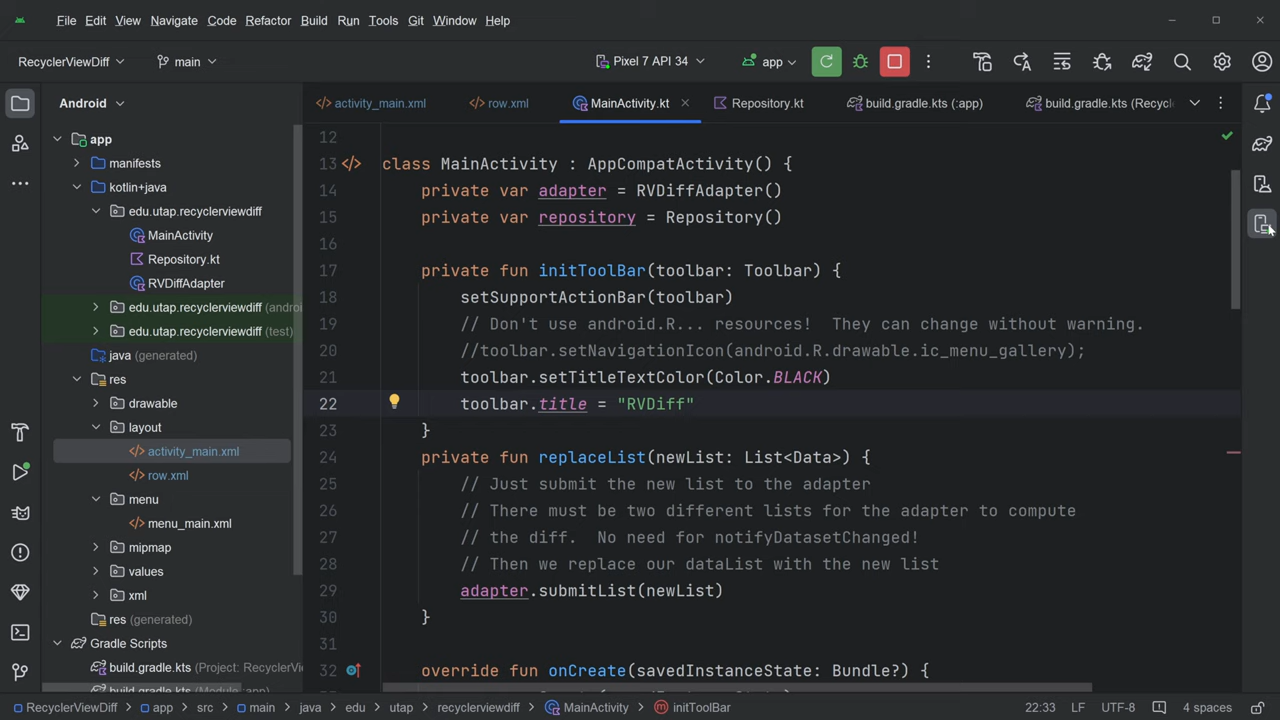 File Edit View Navigate Code Refactor Build Run Tools Git Window Help
RecyclerViewDiff main Pixel 7 API 34 app
Android
activity_main.xml row.xml MainActivity.kt Repository.kt build.gradle.kts (:app) build.gradle.kts (Recycl
app
manifests
kotlin+java
edu.utap.recyclerviewdiff
MainActivity
Repository.kt
RVDiffAdapter
edu.utap.recyclerviewdiff (andro
edu.utap.recyclerviewdiff (test)
java (generated)
res
drawable
layout
activity_main.xml
row.xml
menu
menu_main.xml
mipmap
values
xml
res (generated)
Gradle Scripts
build.gradle.kts (Project: RecyclerVi
build.gradle.kts (Module :app)
12
13 class MainActivity : AppCompatActivity() {
14 private var adapter = RVDiffAdapter()
15 private var repository = Repository()
16
17 private fun initToolBar(toolbar: Toolbar) {
18 setSupportActionBar(toolbar)
19 // Don't use android.R... resources!  They can change without warning.
20 //toolbar.setNavigationIcon(android.R.drawable.ic_menu_gallery);
21 toolbar.setTitleTextColor(Color.BLACK)
22 toolbar.title = "RVDiff"
23 }
24 private fun replaceList(newList: List<Data>) {
25 // Just submit the new list to the adapter
26 // There must be two different lists for the adapter to compute
27 // the diff.  No need for notifyDatasetChanged!
28 // Then we replace our dataList with the new list
29 adapter.submitList(newList)
30 }
31
32 override fun onCreate(savedInstanceState: Bundle?) {
RecyclerViewDiff app src main java edu utap recyclerviewdiff MainActivity initToolBar 22:33 LF UTF-8 4 spaces